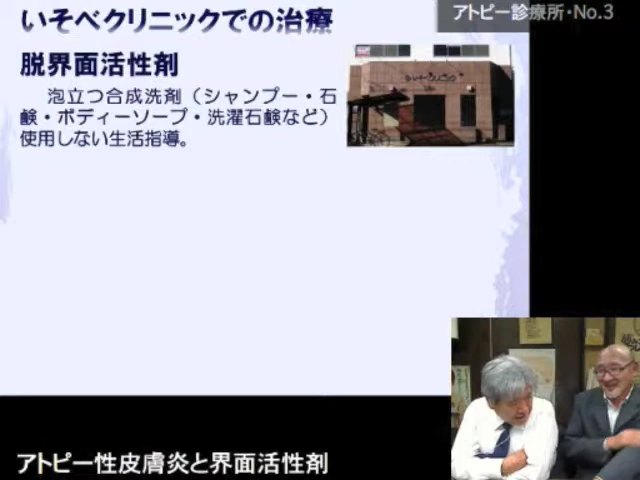 アトピー診療所・No.3
いそべクリニックでの治療
脱界面活性剤
泡立つ合成洗剤（シャンプー・石
鹸・ボディーソープ・洗濯石鹸など）
使用しない生活指導。
アトピー性皮膚炎と界面活性剤